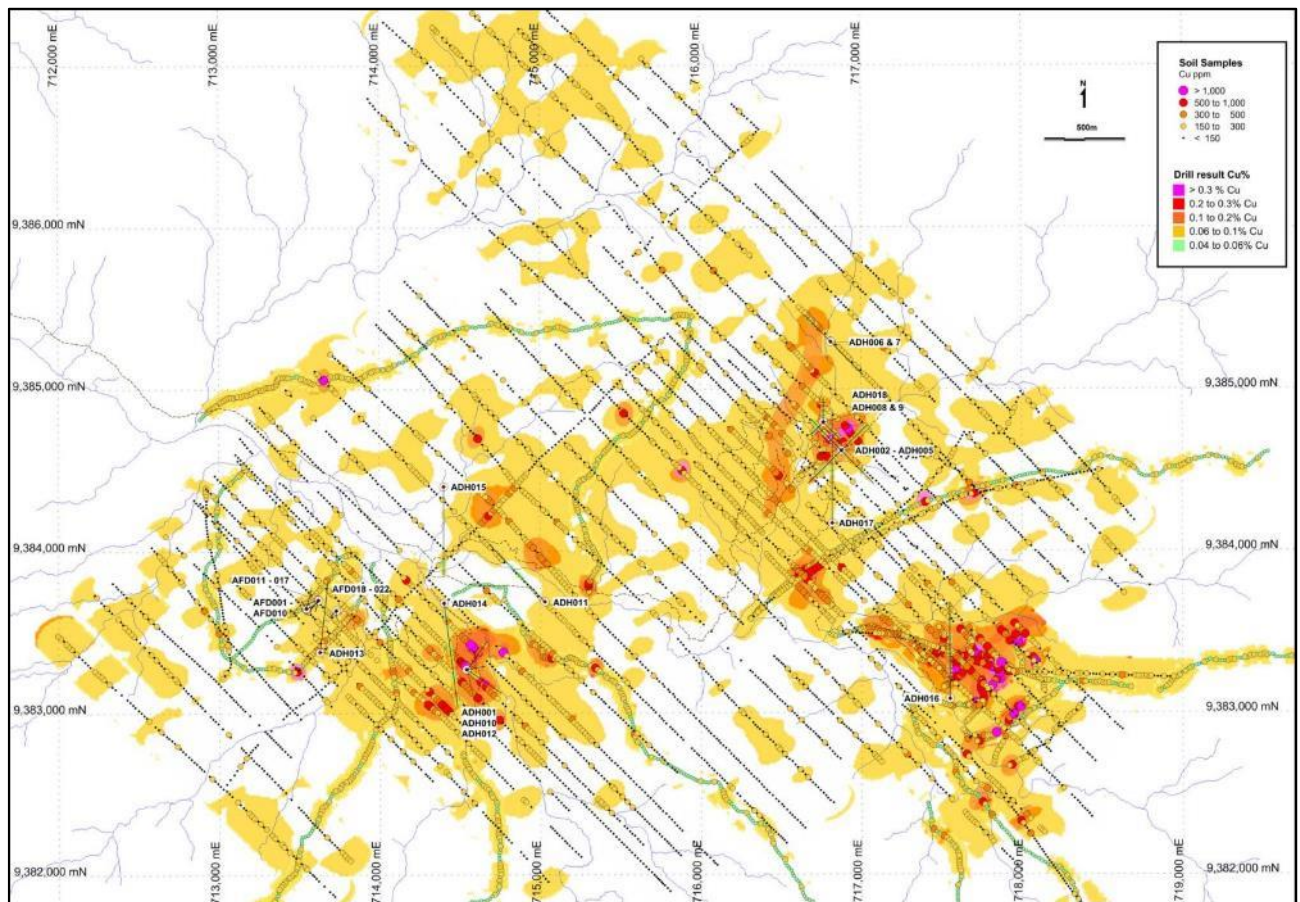 712,000 mE
713,000 mE
714,000 mE
715,000 mE
716,000 mE
717,000 mE
9,382,000 mN
Soil Samples
Cu ppm
> 1,000
500 to 1,000
300 to 500
150 to 300
< 150
Drill result Cu%
> 0.3 % Cu
0.2 to 0.3% Cu
0.1 to 0.2% Cu
0.06 to 0.1% Cu
0.04 to 0.06% Cu
N
500m
9,386,000 mN
ADH006 & 7
9,385,000 mN
9,385,000 mN
ADH018
ADH008 & 9
ADH002 - ADH005
ADH015
ADH017
9,384,000 mN
9,384,000 mN
AFD011 - 017
AFD018 - 022
AFD001 -
AFD010
ADH014
ADH011
ADH013
ADH016
9,383,000 mN
9,383,000 mN
ADH001
ADH010
ADH012
9,382,000 mN
9,382,000 mN
712,000 mE
713,000 mE
714,000 mE
715,000 mE
716,000 mE
717,000 mE
718,000 mE
719,000 mE